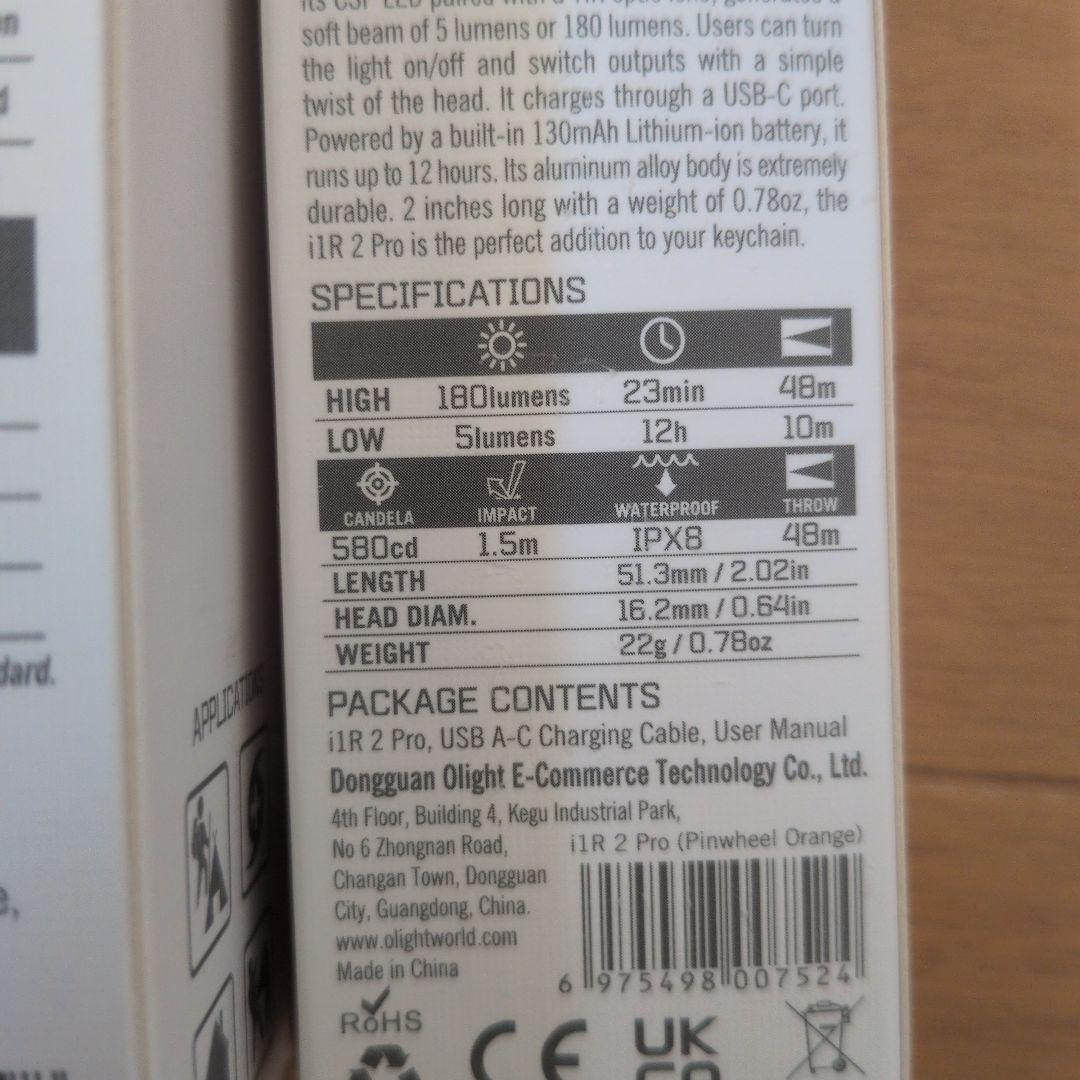 soft beam of 5 lumens or 180 lumens. Users can turn
the light on/off and switch outputs with a simple
twist of the head. It charges through a USB-C port.
Powered by a built-in 130mAh Lithium-ion battery, it
runs up to 12 hours. Its aluminum alloy body is extremely
durable. 2 inches long with a weight of 0.78oz, the
i1R 2 Pro is the perfect addition to your keychain.
SPECIFICATIONS
HIGH 180lumens 23min 48m
LOW 5lumens 12h 10m
CANDELA IMPACT WATERPROOF THROW
580cd 1.5m IPX8 48m
LENGTH 51.3mm / 2.02in
HEAD DIAM. 16.2mm / 0.64in
WEIGHT 22g / 0.78oz
PACKAGE CONTENTS
i1R 2 Pro, USB A-C Charging Cable, User Manual
Dongguan Olight E-Commerce Technology Co., Ltd.
4th Floor, Building 4, Kegu Industrial Park,
No 6 Zhongnan Road,
Changan Town, Dongguan
City, Guangdong, China.
www.olightworld.com
Made in China
i1R 2 Pro (Pinwheel Orange)
6 975498 007524
RoHS
CE
UK
APPLICATIONS
dard.